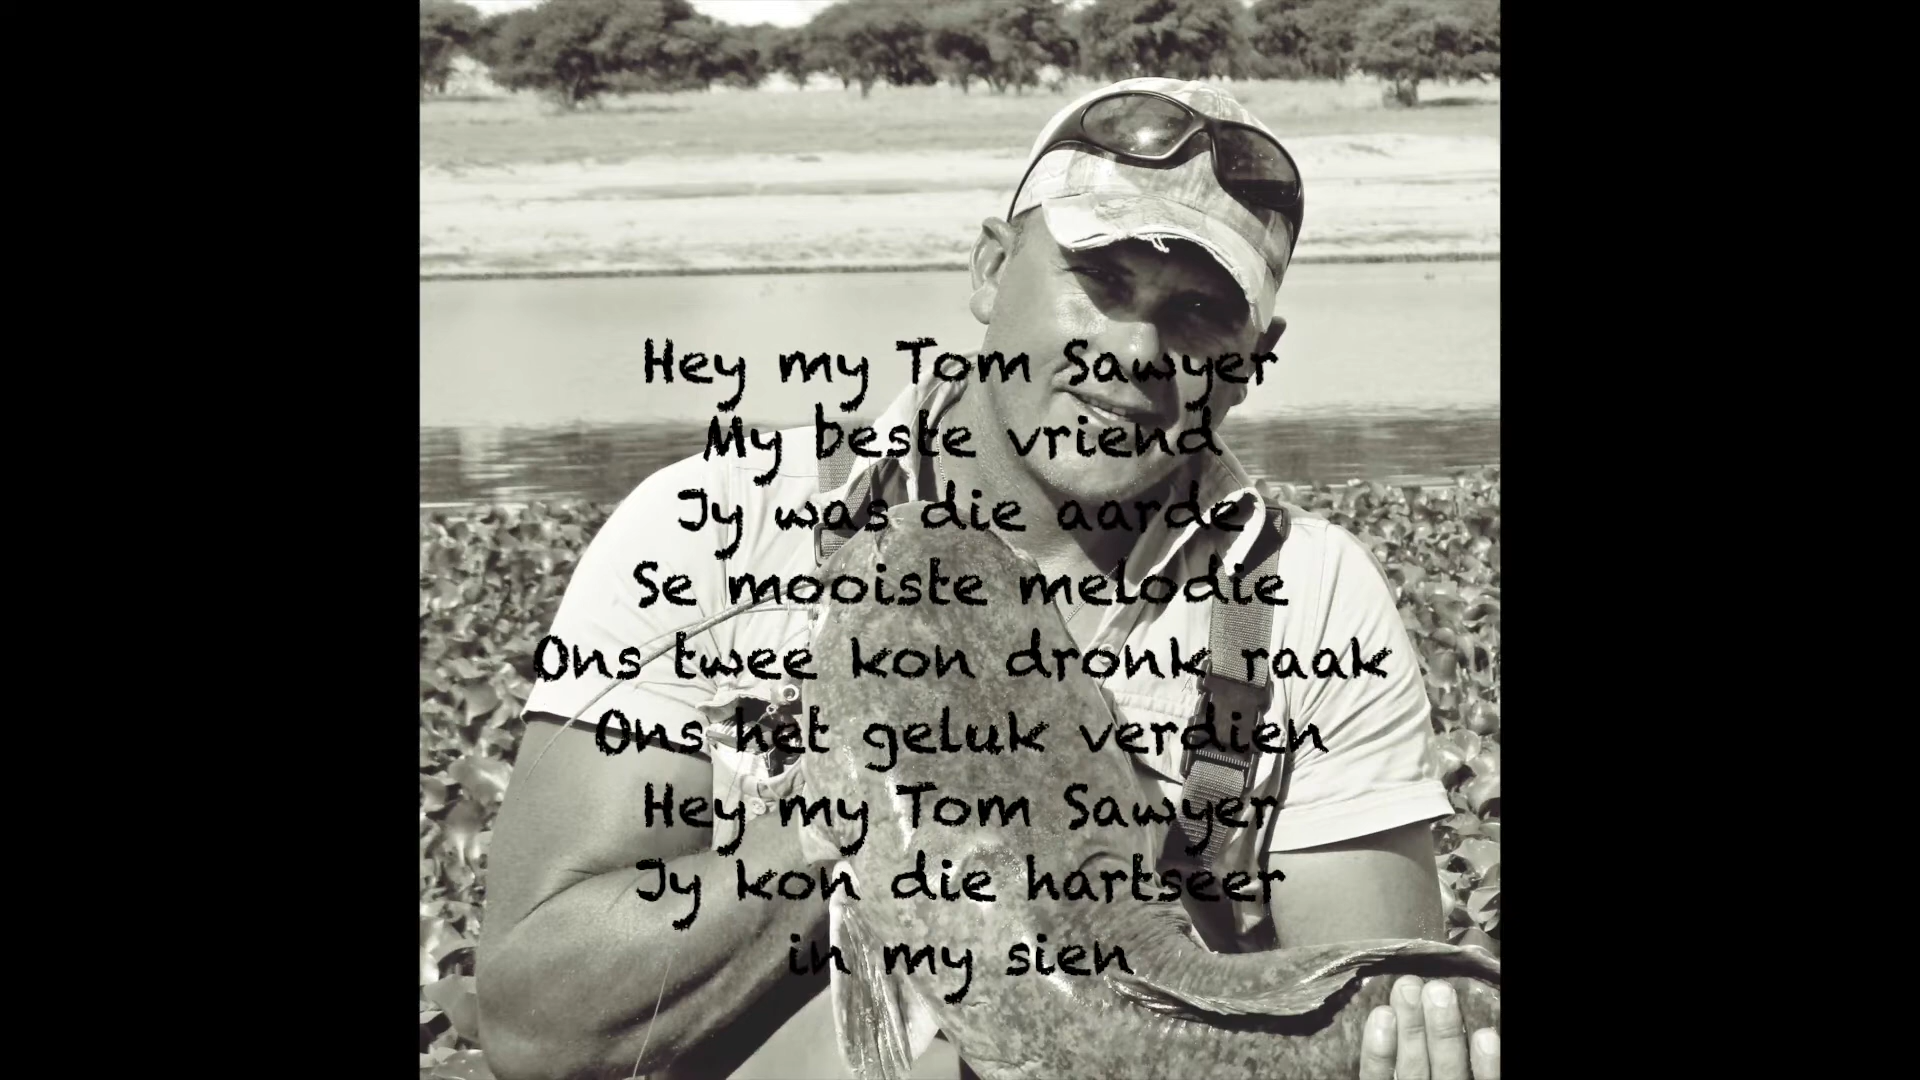 Hey my Tom Sawyer
My beste vriend
Jy was die aarde
Se mooiste melodie
Ons twee kon dronk raak
Ons het geluk verdien
Hey my Tom Sawyer
Jy kon die hartseer
in my sien